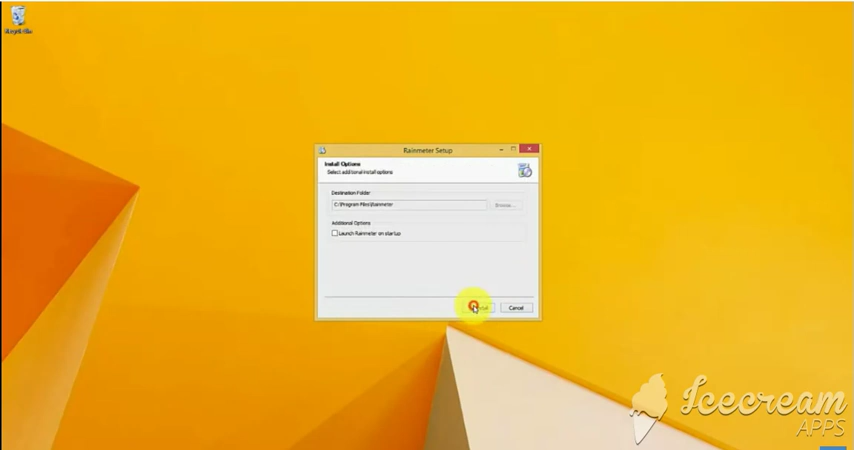 Recycle Bin
Rainmeter Setup
Install Options
Select additional install options
Destination Folder
C:\Program Files\Rainmeter
Browse...
Additional Options
Launch Rainmeter on startup
Cancel
Icecream
APPS